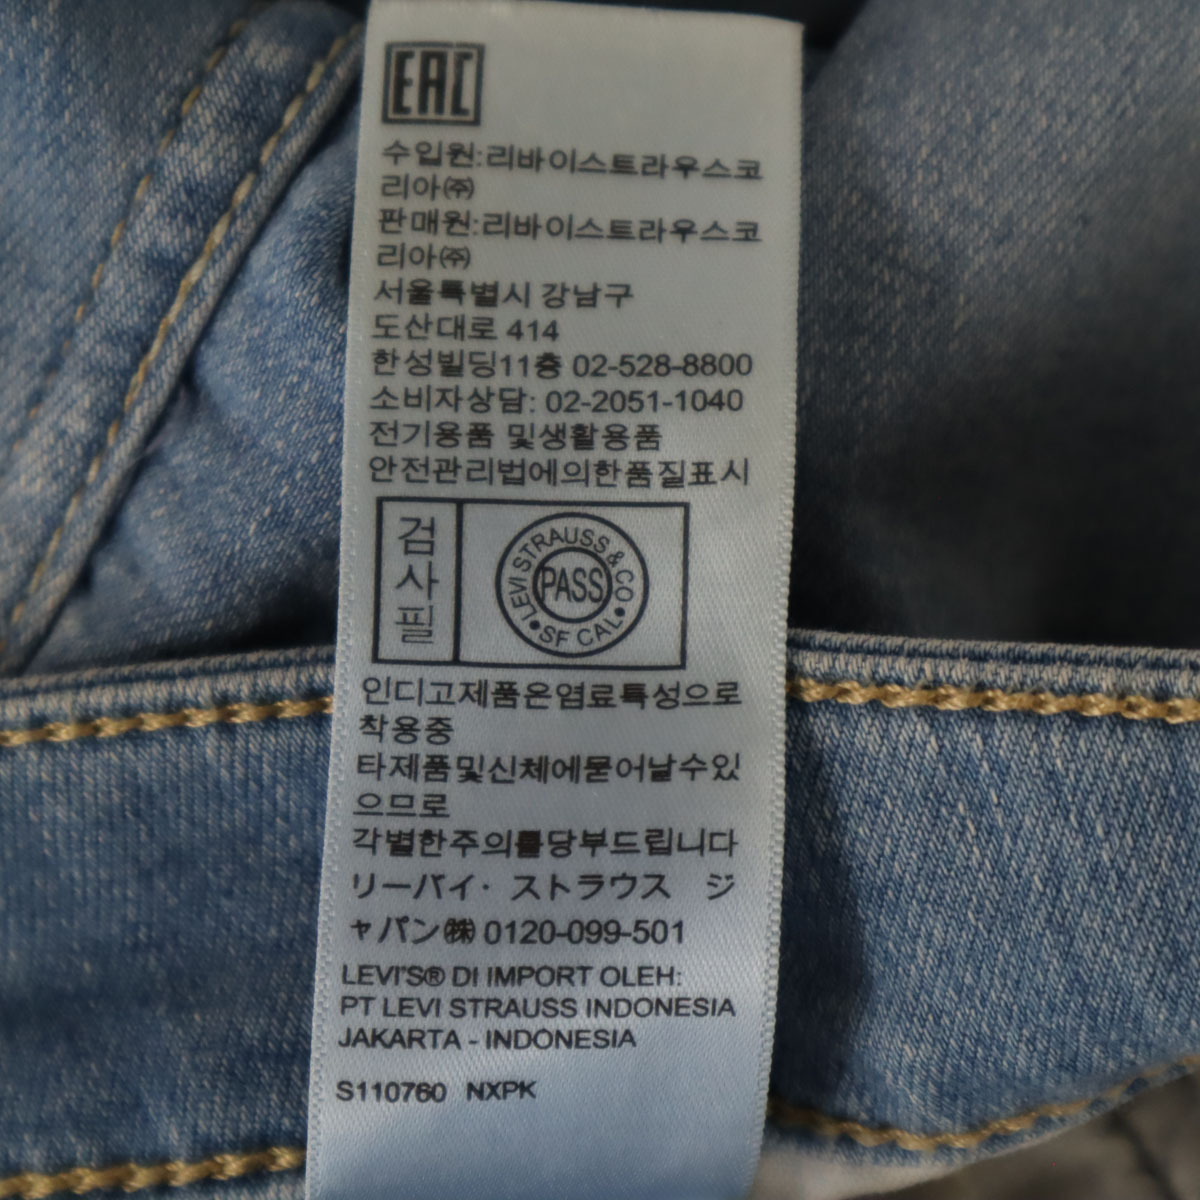 EAC
수입원:리바이스트라우스코
리아㈜
판매원:리바이스트라우스코
리아㈜
서울특별시 강남구
도산대로 414
한성빌딩11층 02-528-8800
소비자상담: 02-2051-1040
전기용품 및생활용품
안전관리법에의한품질표시
검
사
필
LEVI STRAUSS & CO
PASS
•SF CAL•
인디고제품은염료특성으로
착용중
타제품및신체에묻어날수있
으므로
각별한주의를당부드립니다
リーバイ・ストラウス ジ
ャパン㈱ 0120-099-501
LEVI'S® DI IMPORT OLEH:
PT LEVI STRAUSS INDONESIA
JAKARTA - INDONESIA
S110760 NXPK